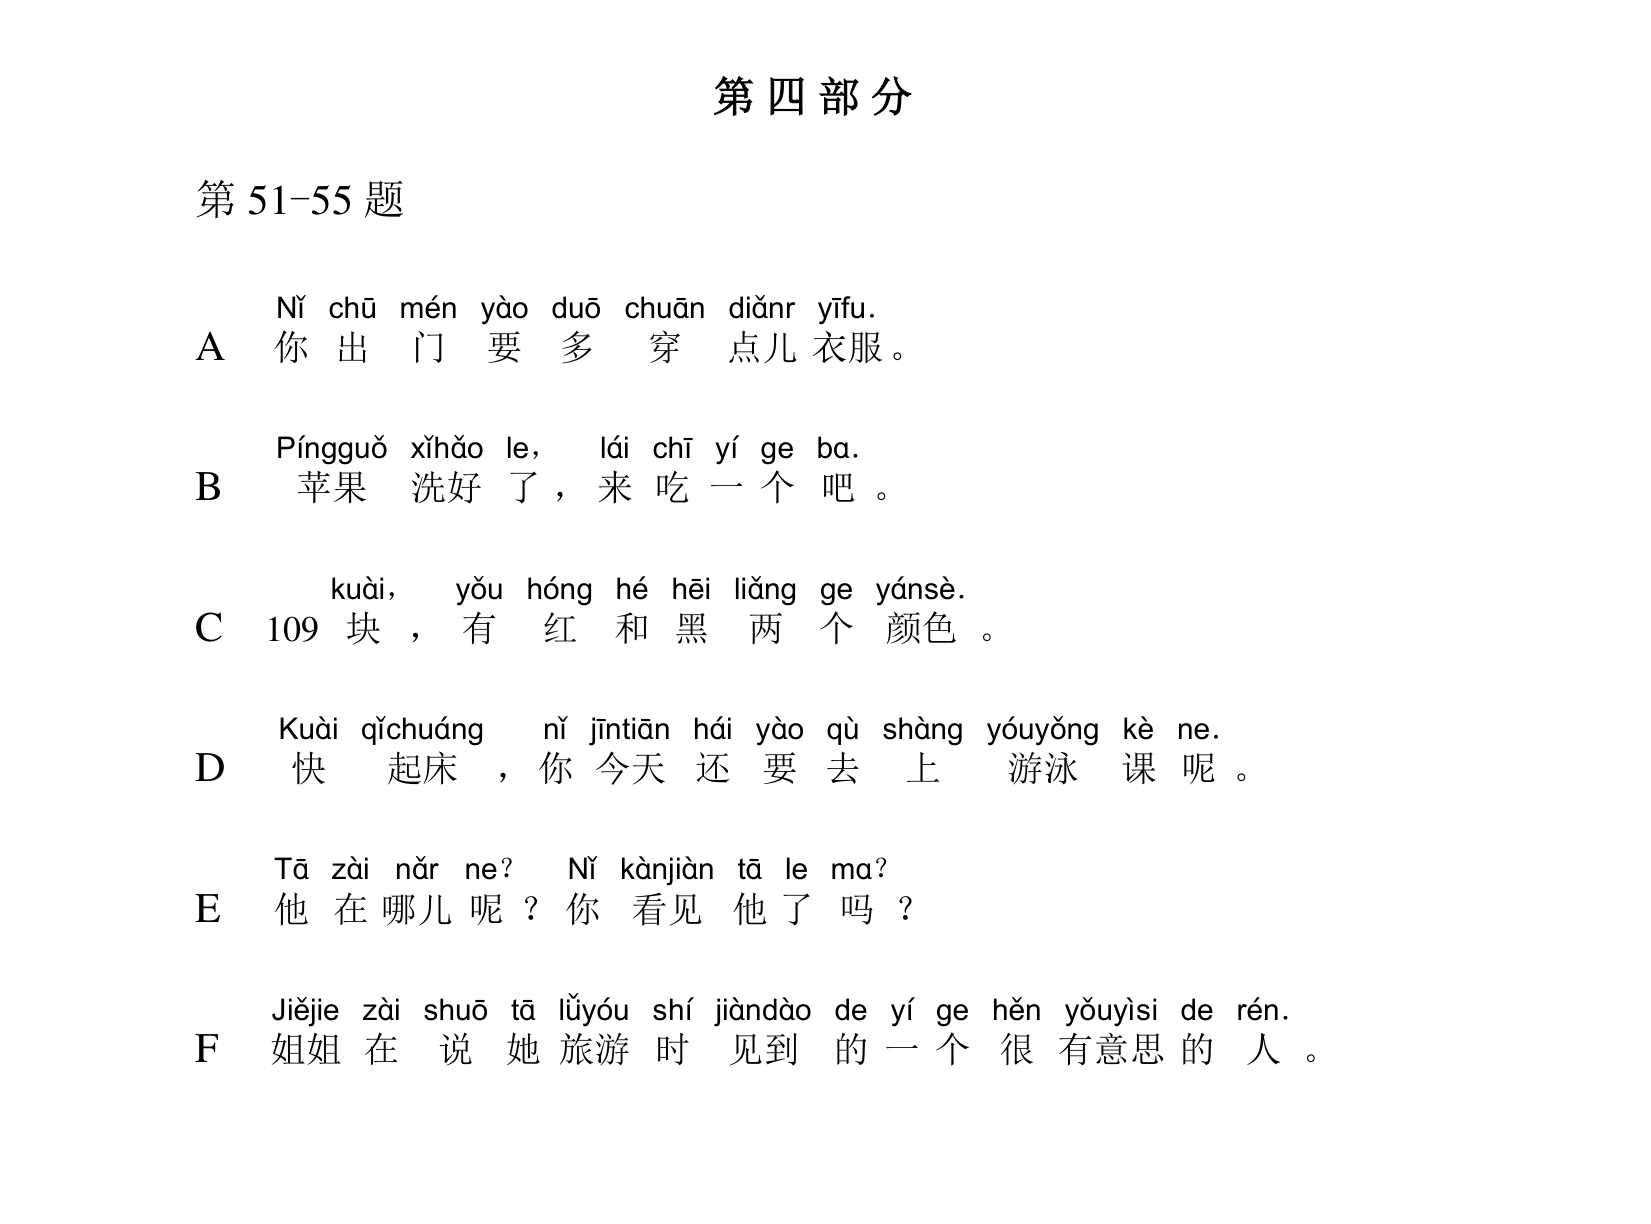 第四部分
第 51-55 题
Nǐ chū mén yào duō chuān diǎnr yīfu.
A 你 出 门 要 多 穿 点儿 衣服。
Píngguǒ xǐhǎo le, lái chī yí ge ba.
B 苹果 洗好 了, 来 吃 一 个 吧。
kuài, yǒu hóng hé hēi liǎng ge yánsè.
C 109 块, 有 红 和 黑 两 个 颜色。
Kuài qǐchuáng nǐ jīntiān hái yào qù shàng yóuyǒng kè ne.
D 快 起床, 你 今天 还 要 去 上 游泳 课 呢。
Tā zài nǎr ne? Nǐ kànjiàn tā le ma?
E 他 在 哪儿 呢? 你 看见 他 了 吗?
Jiějie zài shuō tā lǚyóu shí jiàndào de yí ge hěn yǒuyìsi de rén.
F 姐姐 在 说 她 旅游 时 见到 的 一 个 很 有意思 的 人。